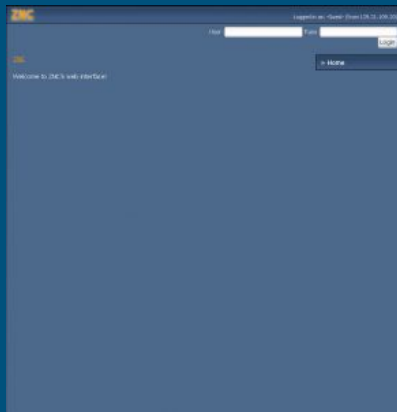 ZNC
Logged in as: Guest (from
User Pass
Login
ZNC
» Home
Welcome to ZNC's web interface!